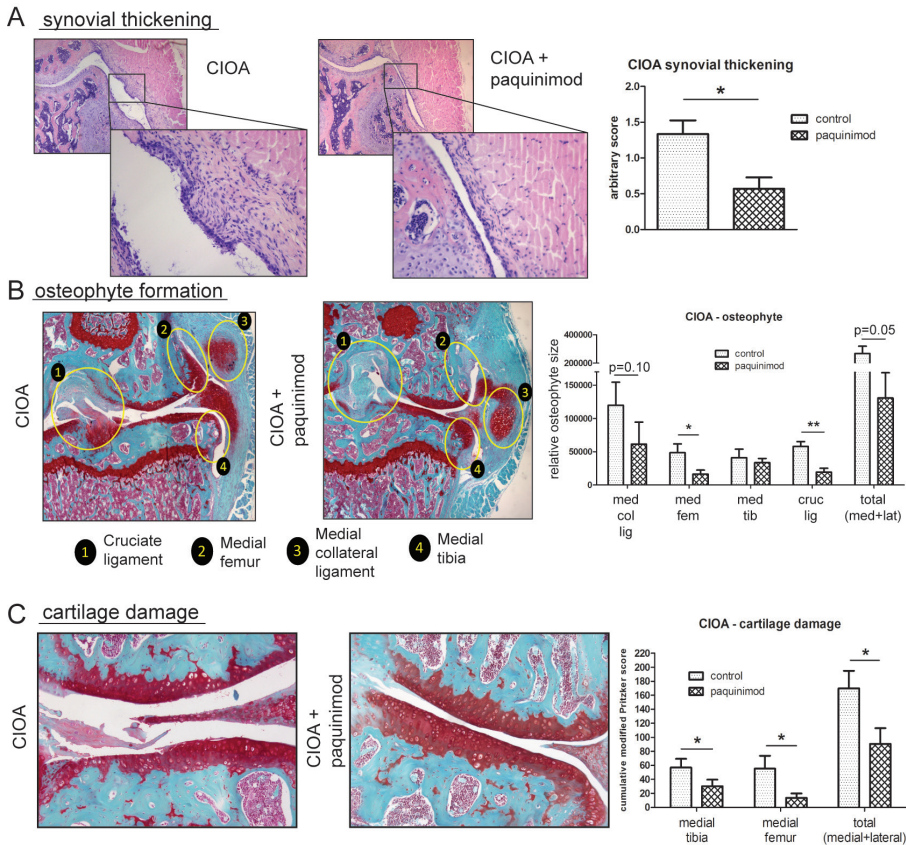 A synovial thickening
CIOA
CIOA +
paquinimod
CIOA synovial thickening
*
control
paquinimod
arbitrary score
2.0
1.5
1.0
0.5
0.0
B osteophyte formation
CIOA
1
2
3
4
CIOA +
paquinimod
1
2
3
4
1 Cruciate
ligament
2 Medial
femur
3 Medial
collateral
ligament
4 Medial
tibia
CIOA - osteophyte
relative osteophyte size
400000
300000
200000
150000
100000
50000
0
control
paquinimod
p=0.10
*
**
p=0.05
med
col
lig
med
fem
med
tib
cruc
lig
total
(med+lat)
C cartilage damage
CIOA
CIOA +
paquinimod
CIOA - cartilage damage
cumulative modified Pritzker score
220
200
180
160
140
120
100
80
60
40
20
0
control
paquinimod
*
*
*
medial
tibia
medial
femur
total
(medial+lateral)